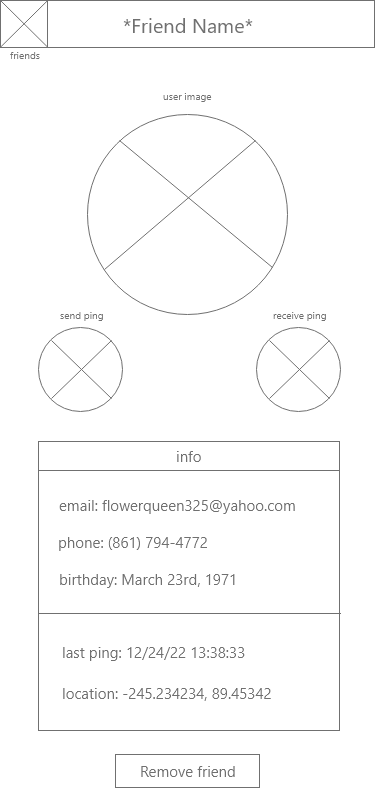 *Friend Name*
friends
user image
send ping
receive ping
info
email: flowerqueen325@yahoo.com
phone: (861) 794-4772
birthday: March 23rd, 1971
last ping: 12/24/22 13:38:33
location: -245.234234, 89.45342
Remove friend